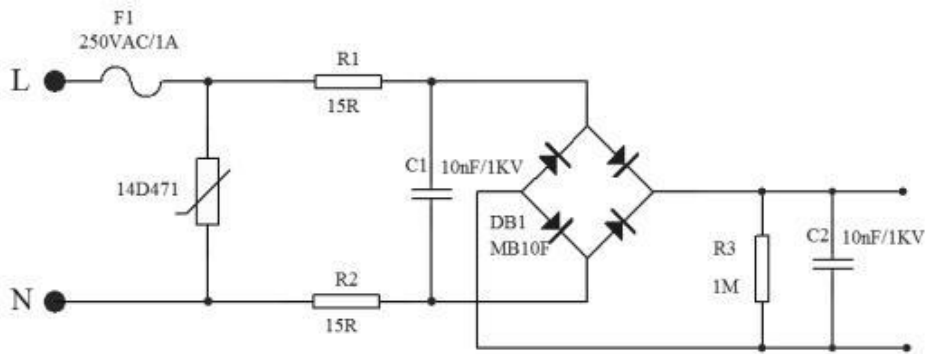 F1
250VAC/1A
L
R1
15R
14D471
C1 10nF/1KV
DB1
MB10F
R3
1M
C2 10nF/1KV
N
R2
15R